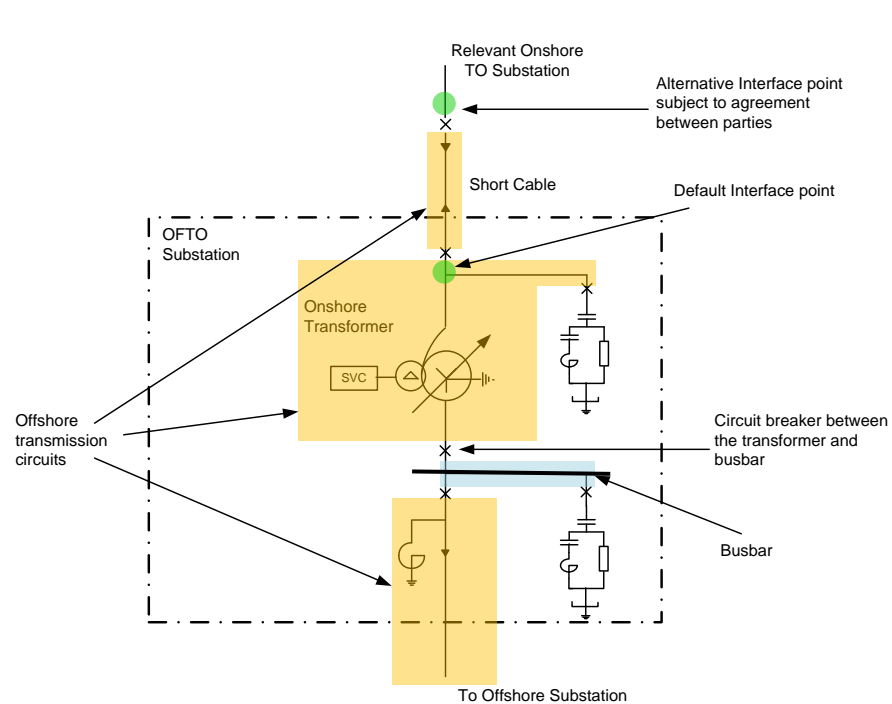 Relevant Onshore
TO Substation
Alternative Interface point
subject to agreement
between parties
Short Cable
Default Interface point
OFTO
Substation
Onshore
Transformer
SVC
Offshore
transmission
circuits
Circuit breaker between
the transformer and
busbar
Busbar
To Offshore Substation